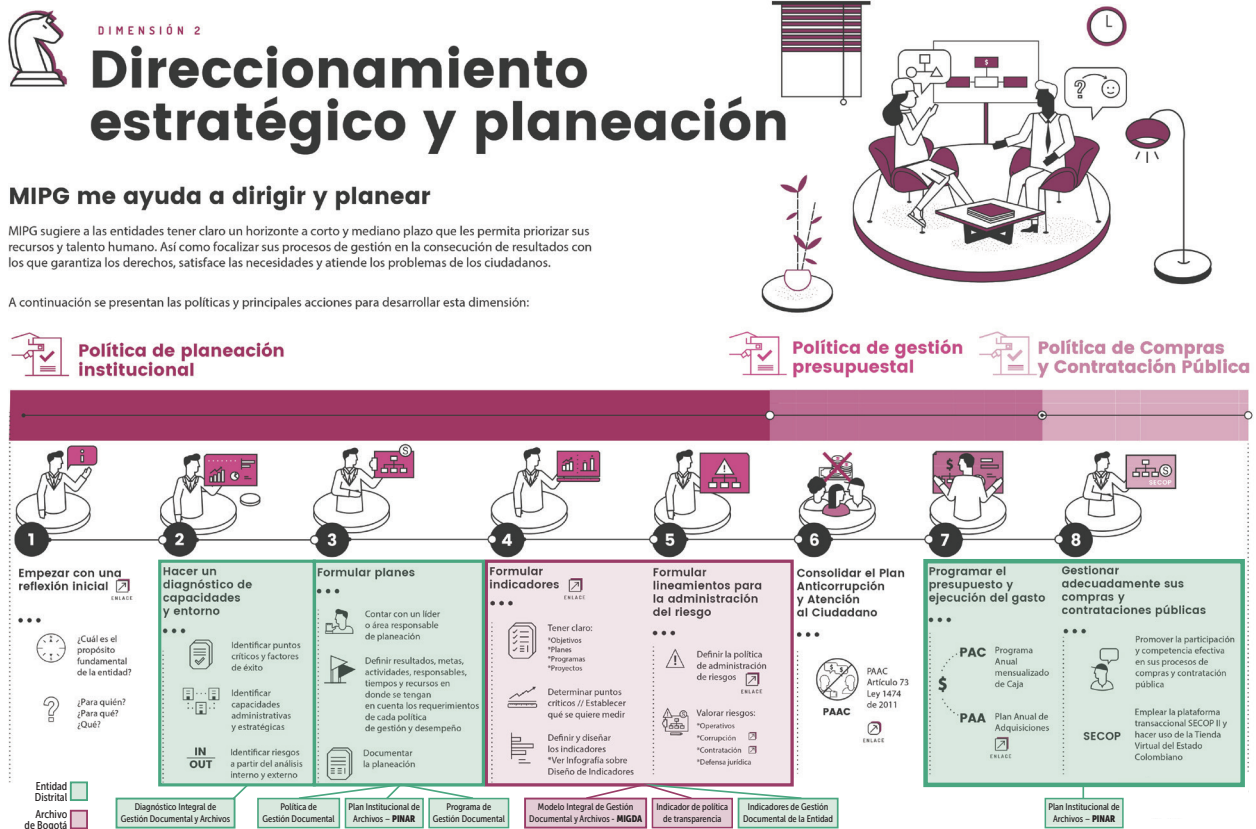 DIMENSIÓN 2
Direccionamiento
estratégico y planeación
MIPG me ayuda a dirigir y planear
MIPG sugiere a las entidades tener claro un horizonte a corto y mediano plazo que les permita priorizar sus
recursos y talento humano. Así como focalizar sus procesos de gestión en la consecución de resultados con
los que garantiza los derechos, satisface las necesidades y atiende los problemas de los ciudadanos.
A continuación se presentan las políticas y principales acciones para desarrollar esta dimensión:
$
?
Política de planeación
institucional
Política de gestión
presupuestal
Política de Compras
y Contratación Pública
i
S
$
S
SECOP
1
2
3
4
5
6
7
8
Empezar con una
reflexión inicial
ENLACE
¿Cuál es el
propósito
fundamental
de la entidad?
?
¿Para quién?
¿Para qué?
¿Qué?
Hacer un
diagnóstico de
capacidades
y entorno
Identificar puntos
críticos y factores
de éxito
Identificar
capacidades
administrativas
y estratégicas
IN
OUT
Identificar riesgos
a partir del análisis
interno y externo
Formular planes
Contar con un líder
o área responsable
de planeación
Definir resultados, metas,
actividades, responsables,
tiempos y recursos en
donde se tengan
en cuenta los requerimientos
de cada política
de gestión y desempeño
Documentar
la planeación
Formular
indicadores
ENLACE
Tener claro:
*Objetivos
*Planes
*Programas
*Proyectos
Determinar puntos
críticos // Establecer
qué se quiere medir
Definir y diseñar
los indicadores
*Ver Infografía sobre
Diseño de Indicadores
Formular
lineamientos para
la administración
del riesgo
Definir la política
de administración
de riesgos
ENLACE
Valorar riesgos:
*Operativos
*Corrupción
*Contratación
*Defensa jurídica
Consolidar el Plan
Anticorrupción
y Atención
al Ciudadano
PAAC
PAAC
Artículo 73
Ley 1474
de 2011
ENLACE
Programar el
presupuesto y
ejecución del gasto
$
PAC
Programa
Anual
mensualizado
de Caja
PAA
Plan Anual de
Adquisiciones
ENLACE
Gestionar
adecuadamente sus
compras y
contrataciones públicas
Promover la participación
y competencia efectiva
en sus procesos de
compras y contratación
pública
SECOP
Emplear la plataforma
transaccional SECOP II y
hacer uso de la Tienda
Virtual del Estado
Colombiano
Entidad
Distrital
Archivo
de Bogotá
Diagnóstico Integral de
Gestión Documental y Archivos
Política de
Gestión Documental
Plan Institucional de
Archivos – PINAR
Programa de
Gestión Documental
Modelo Integral de Gestión
Documental y Archivos - MIGDA
Indicador de política
de transparencia
Indicadores de Gestión
Documental de la Entidad
Plan Institucional de
Archivos – PINAR